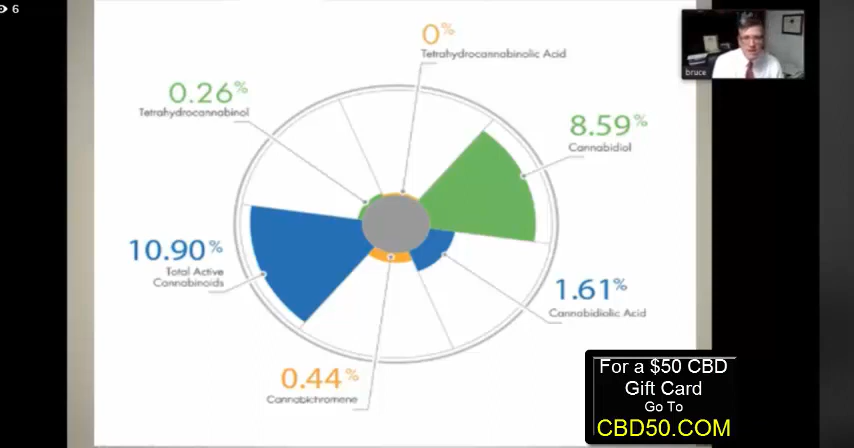 6
0%
Tetrahydrocannabinolic Acid
bruce
0.26%
Tetrahydrocannabinol
8.59%
Cannabidiol
10.90%
Total Active
Cannabinoids
1.61%
Cannabidiolic Acid
0.44%
Cannabichromene
For a $50 CBD
Gift Card
Go To
CBD50.COM